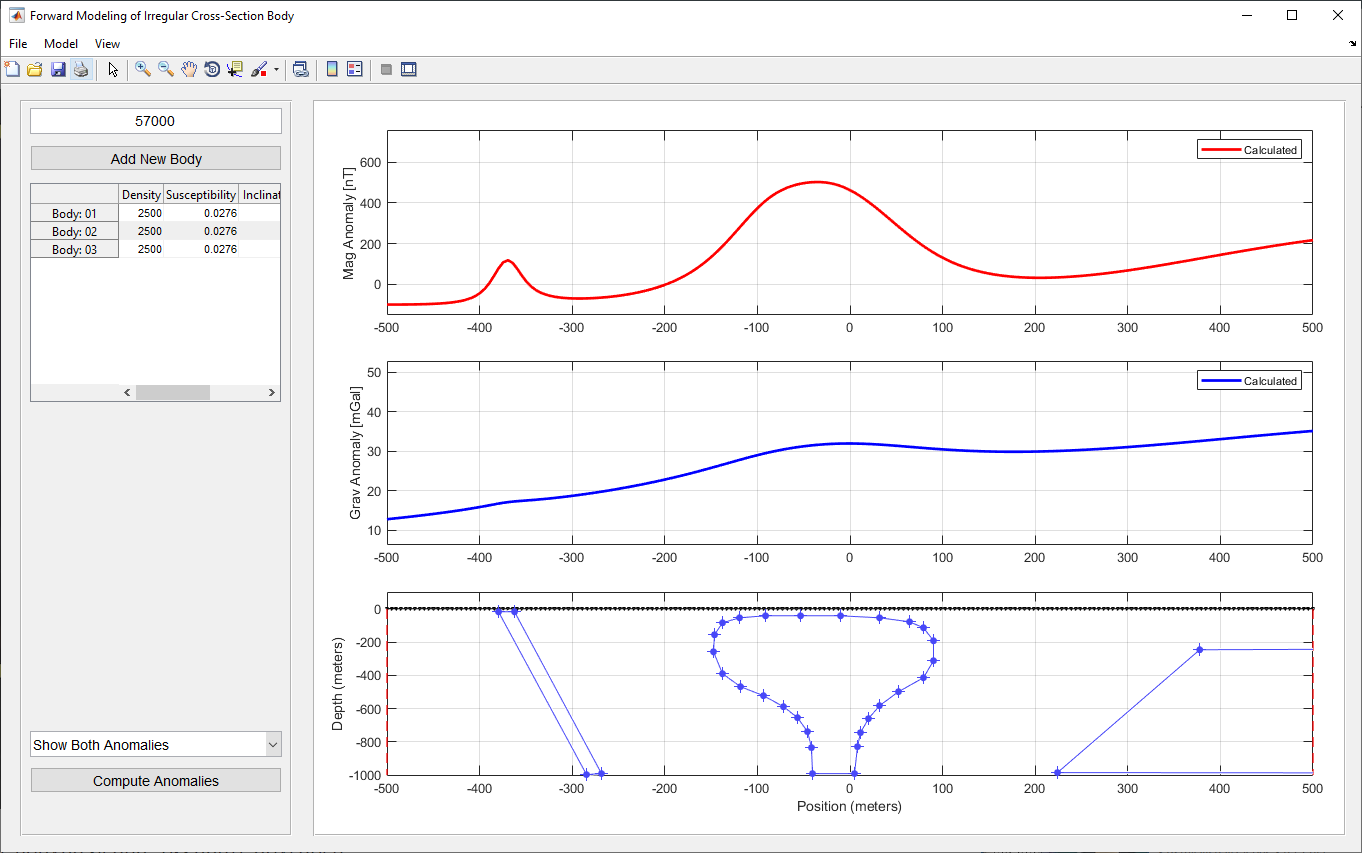 Forward Modeling of Irregular Cross-Section Body
File Model View
57000
Add New Body
Density Susceptibility Inclinat
Body: 01 2500 0.0276
Body: 02 2500 0.0276
Body: 03 2500 0.0276
Show Both Anomalies
Compute Anomalies
Mag Anomaly [nT]
600
400
200
0
Calculated
-500 -400 -300 -200 -100 0 100 200 300 400 500
Grav Anomaly [mGal]
50
40
30
20
10
Calculated
-500 -400 -300 -200 -100 0 100 200 300 400 500
Depth (meters)
0
-200
-400
-600
-800
-1000
-500 -400 -300 -200 -100 0 100 200 300 400 500
Position (meters)